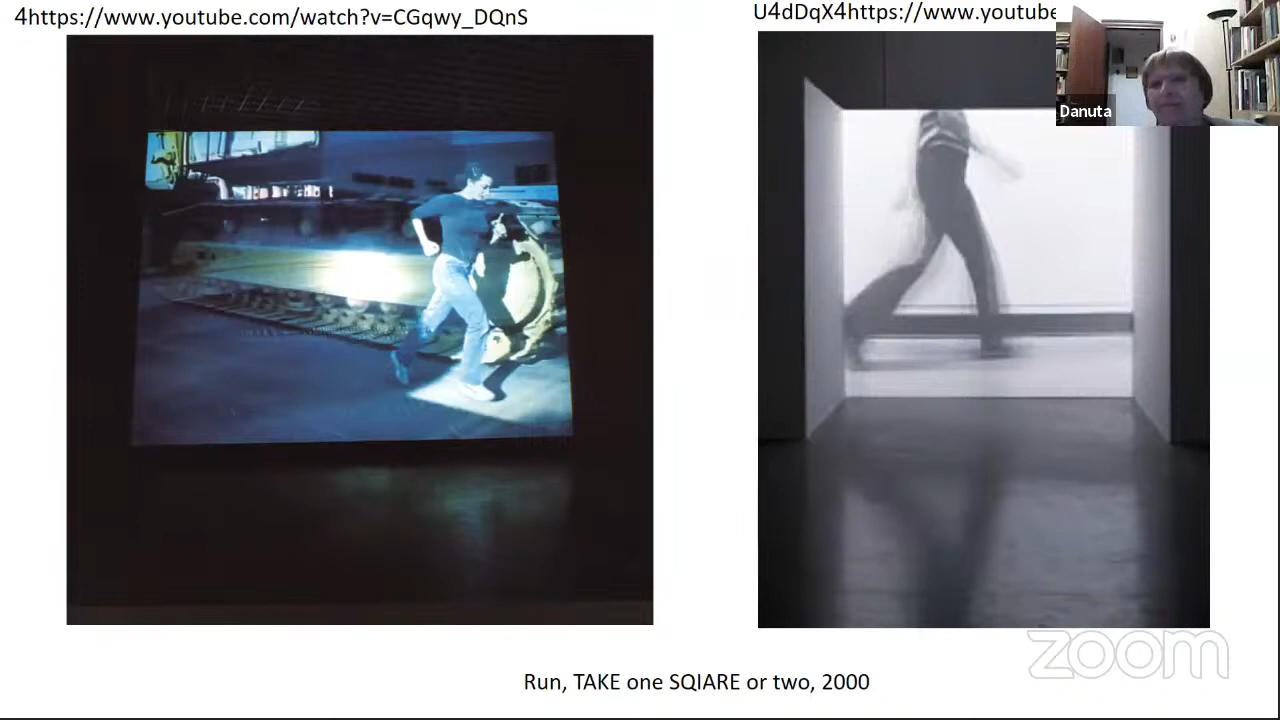 4https://www.youtube.com/watch?v=CGqwy_DQnS
U4dDqX4https://www.youtube
Danuta
zoom
Run, TAKE one SQIARE or two, 2000